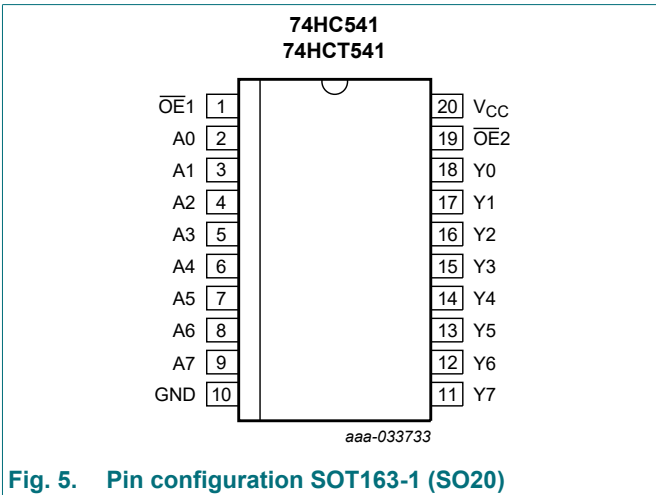 74HC541
74HCT541
O̅E̅1 1 20 VCC
A0 2 19 O̅E̅2
A1 3 18 Y0
A2 4 17 Y1
A3 5 16 Y2
A4 6 15 Y3
A5 7 14 Y4
A6 8 13 Y5
A7 9 12 Y6
GND 10 11 Y7
aaa-033733
Fig. 5. Pin configuration SOT163-1 (SO20)